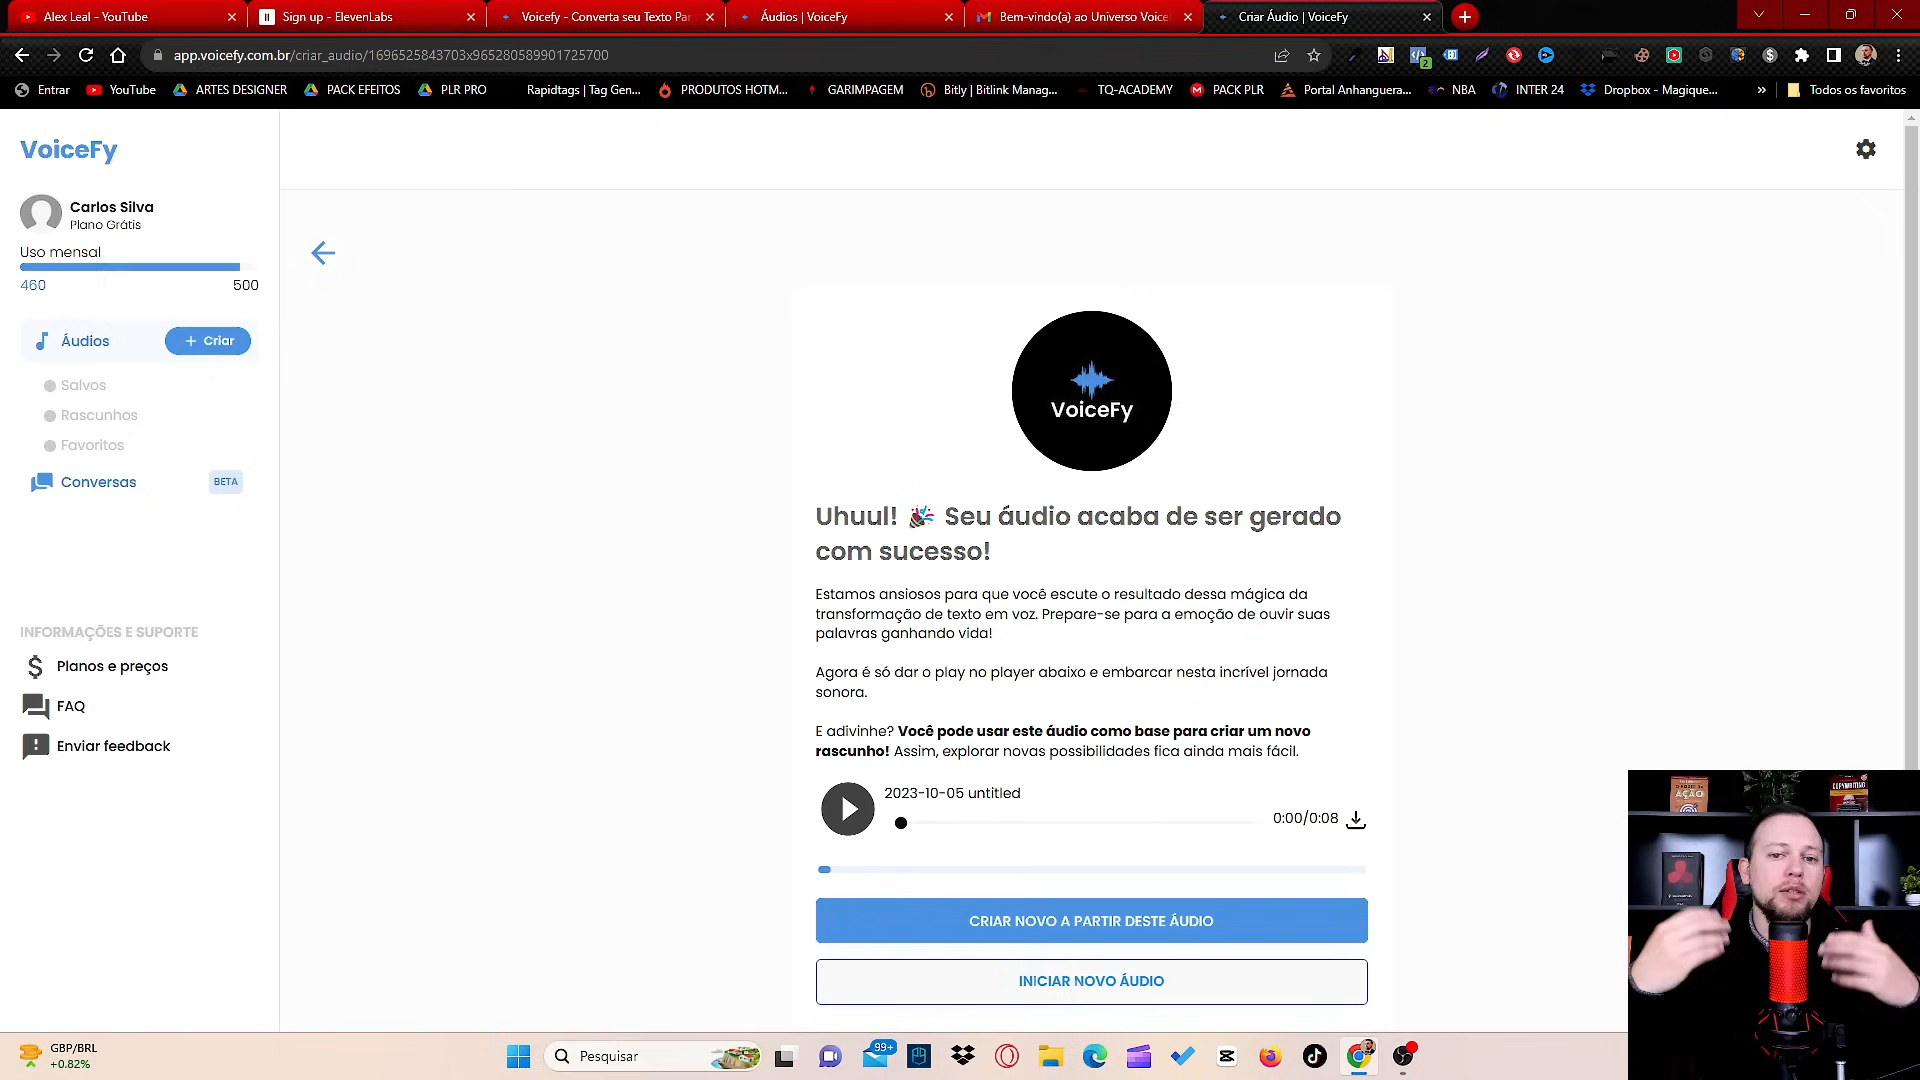 Alex Leal - YouTube
Sign up - ElevenLabs
Voicefy - Converta seu Texto Par
Áudios | VoiceFy
Bem-vindo(a) ao Universo Voice
Criar Áudio | VoiceFy
app.voicefy.com.br/criar_audio/1696525843703x965280589901725700
2
Entrar
YouTube
ARTES DESIGNER
PACK EFEITOS
PLR PRO
Rapidtags | Tag Gen...
PRODUTOS HOTM...
GARIMPAGEM
Bitly | Bitlink Manag...
TQ-ACADEMY
PACK PLR
Portal Anhanguera...
NBA
INTER 24
Dropbox - Magique...
»
Todos os favoritos
VoiceFy
Carlos Silva
Plano Grátis
Uso mensal
460
500
Áudios
+ Criar
Salvos
Rascunhos
Favoritos
Conversas
BETA
INFORMAÇÕES E SUPORTE
Planos e preços
FAQ
Enviar feedback
VoiceFy
Uhuul! 🎉 Seu áudio acaba de ser gerado
com sucesso!
Estamos ansiosos para que você escute o resultado dessa mágica da
transformação de texto em voz. Prepare-se para a emoção de ouvir suas
palavras ganhando vida!
Agora é só dar o play no player abaixo e embarcar nesta incrível jornada
sonora.
E adivinhe? Você pode usar este áudio como base para criar um novo
rascunho! Assim, explorar novas possibilidades fica ainda mais fácil.
2023-10-05 untitled
0:00/0:08
CRIAR NOVO A PARTIR DESTE ÁUDIO
INICIAR NOVO ÁUDIO
AÇÃO
COPYWRITING
GBP/BRL
+0.82%
Pesquisar
99+